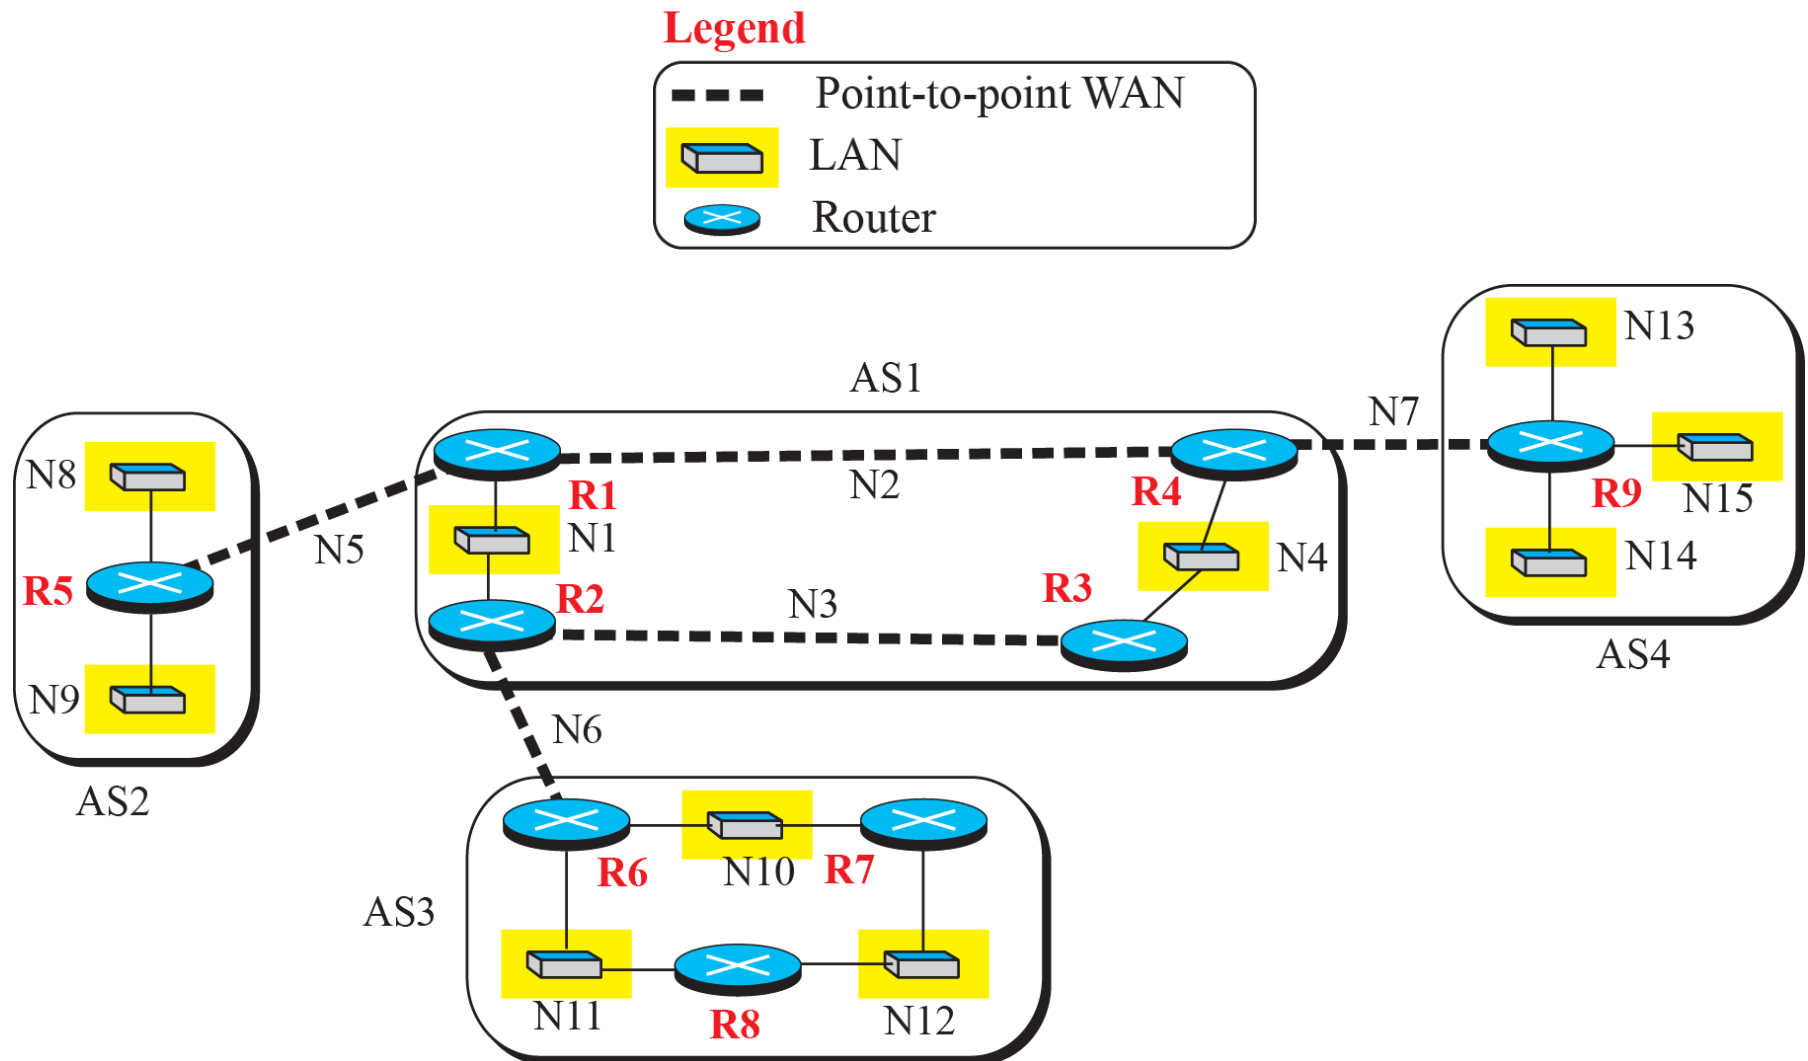 Legend
Point-to-point WAN
LAN
Router
N13
AS1
N7
N8
N2
R1
R4
R9
N15
N5
N1
N4
N14
R5
R2
N3
R3
AS4
N9
N6
AS2
R6
N10
R7
AS3
N11
R8
N12